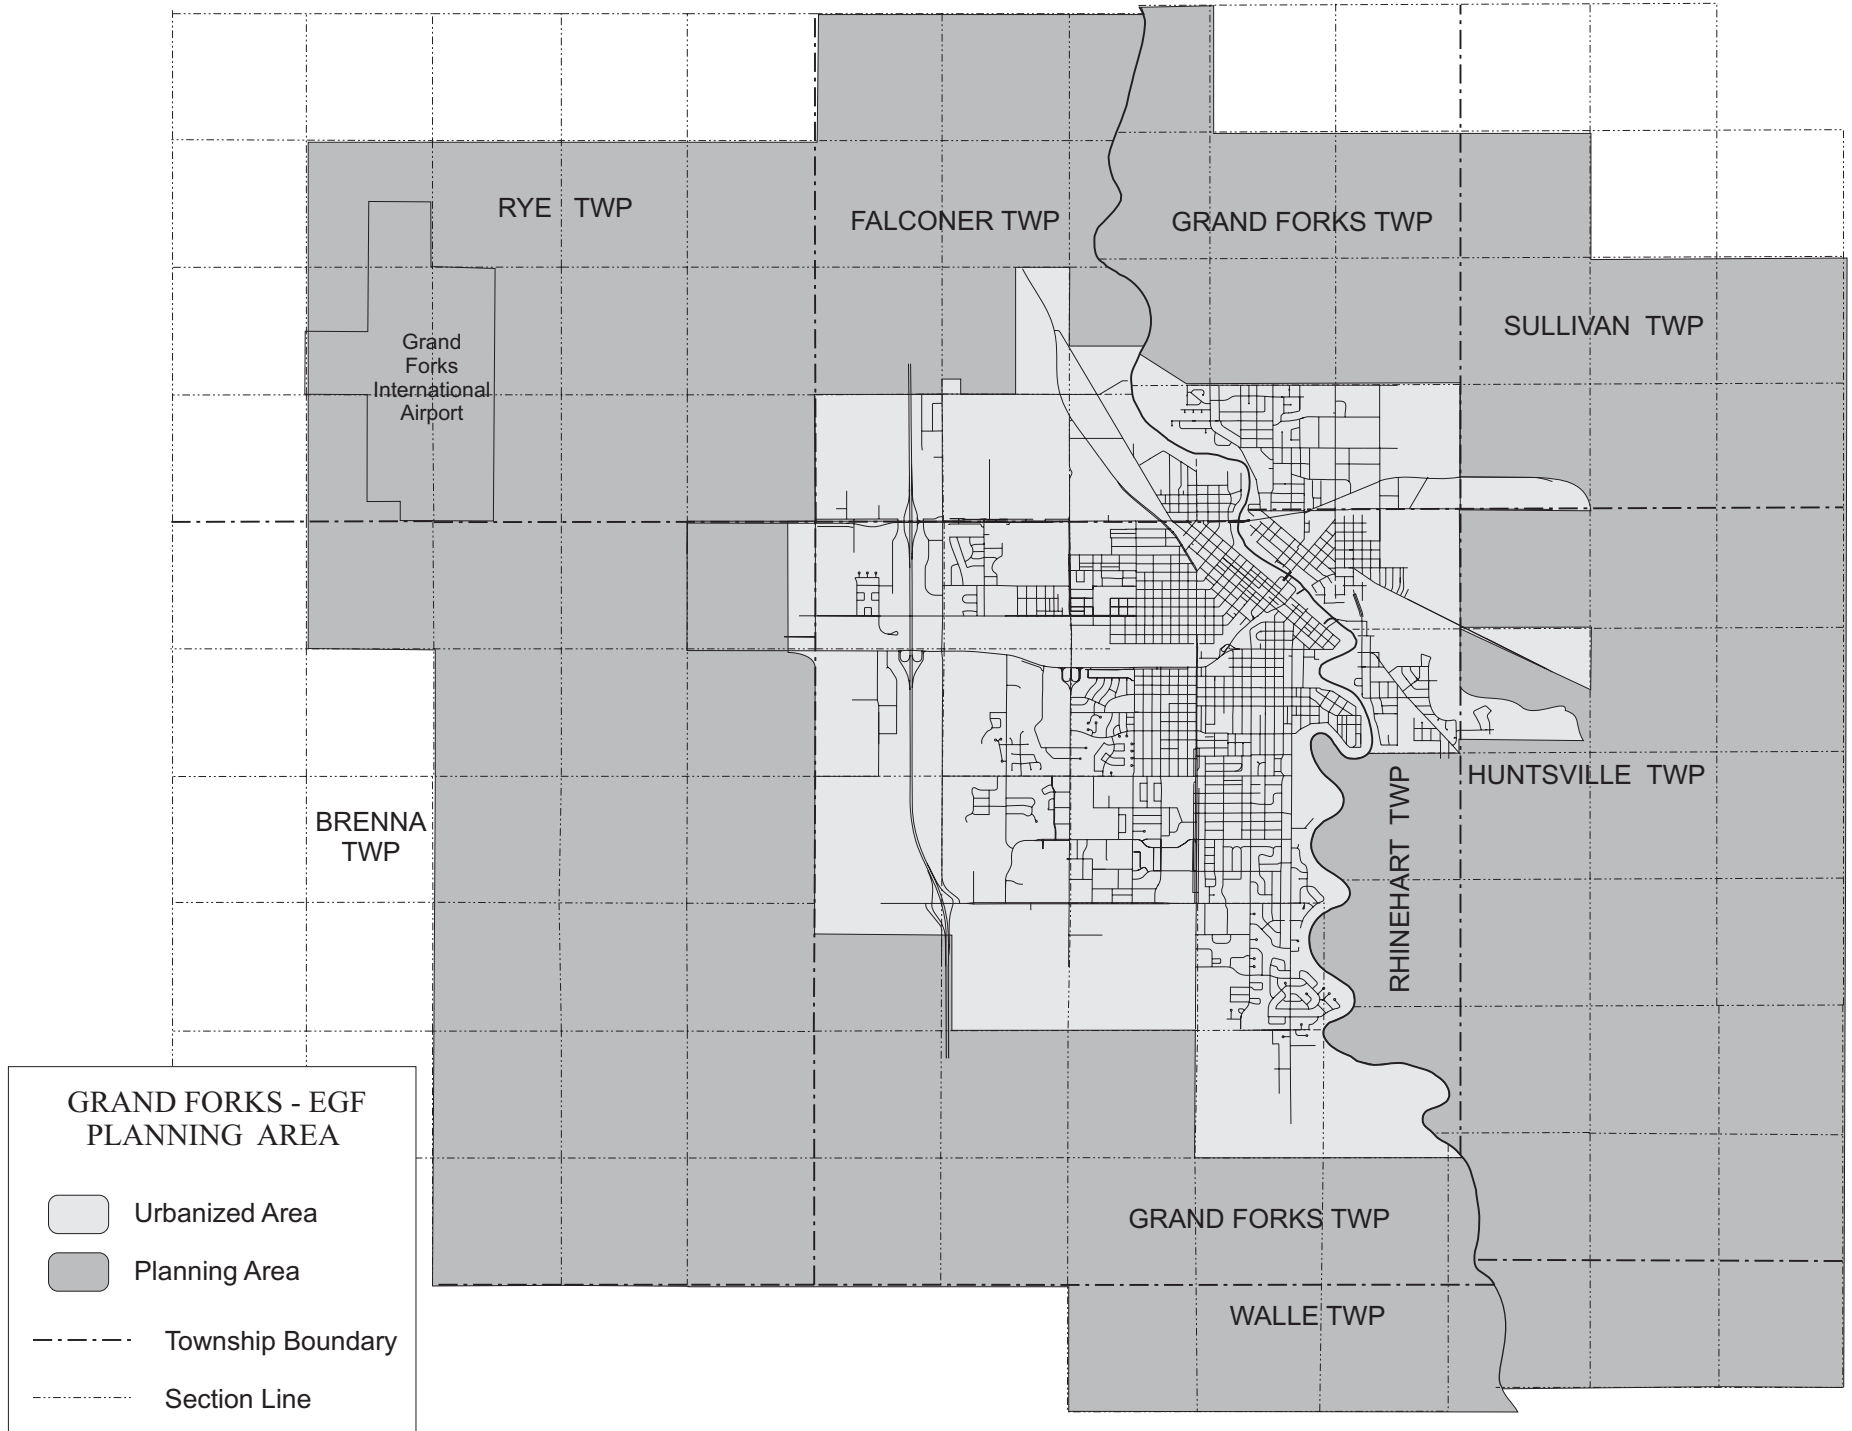 RYE TWP
FALCONER TWP
GRAND FORKS TWP
SULLIVAN TWP
Grand
Forks
International
Airport
BRENNA
TWP
RHINEHART TWP
HUNTSVILLE TWP
GRAND FORKS TWP
WALLE TWP
GRAND FORKS - EGF
PLANNING AREA
Urbanized Area
Planning Area
Township Boundary
Section Line